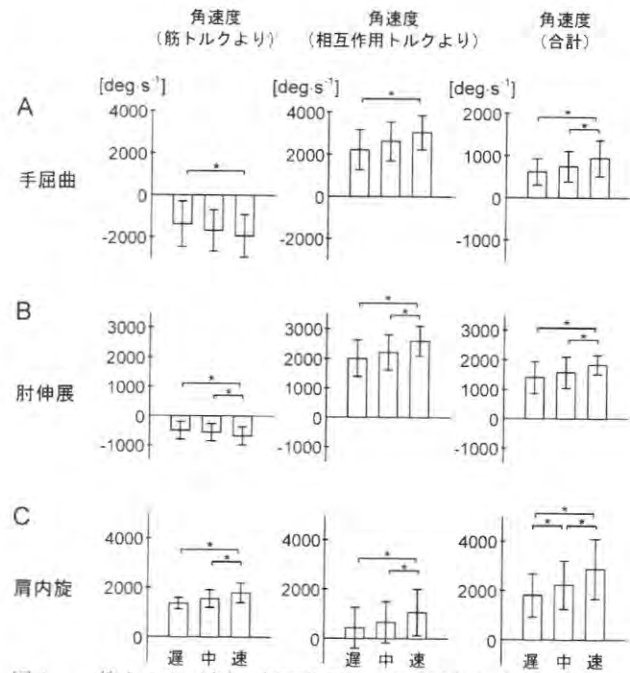 角速度 角速度 角速度
(筋トルクより) (相互作用トルクより) (合計)
[deg·s⁻¹] [deg·s⁻¹] [deg·s⁻¹]
A
手屈曲
4000 4000 2000
2000 2000 1000
0 0 0
-2000 -2000 -1000
* * * *
B
肘伸展
3000 3000 3000
2000 2000 2000
1000 1000 1000
0 0 0
-1000 -1000 -1000
* * * * * *
C
肩内旋
4000 4000 4000
2000 2000 2000
0 0 0
* * * * * * *
遅 中 速 遅 中 速 遅 中 速